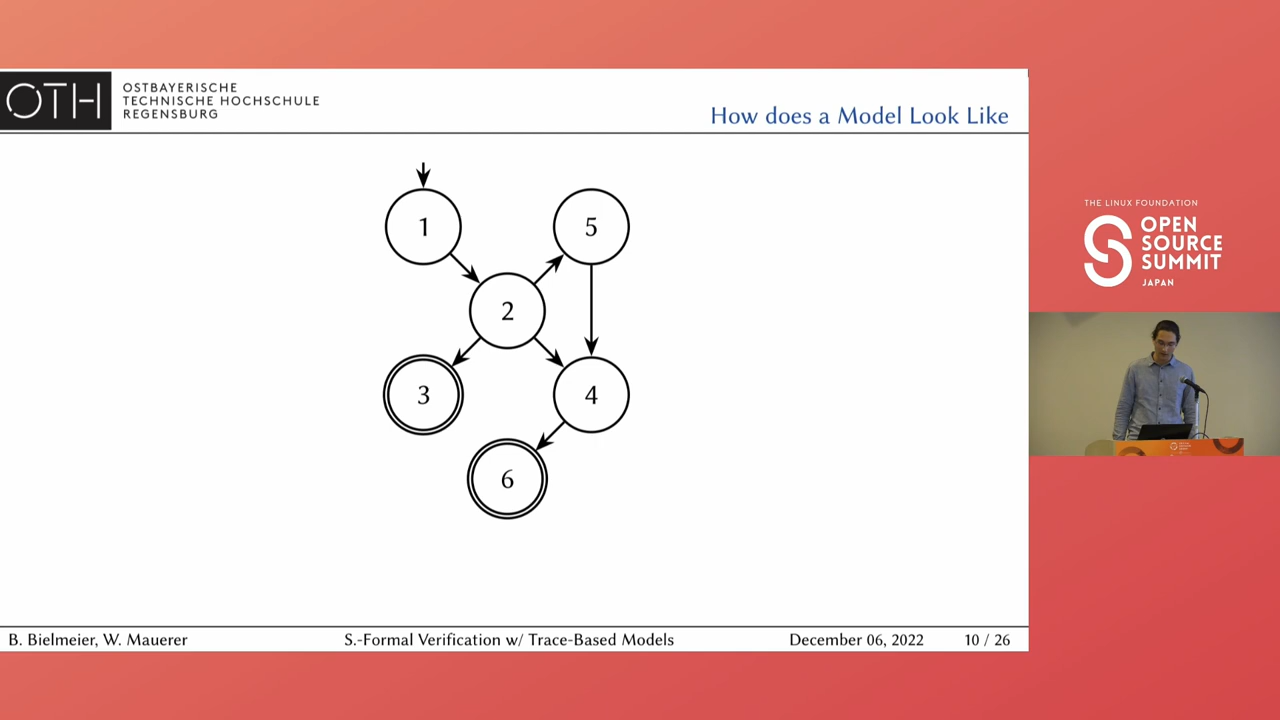 OTH
OSTBAYERISCHE
TECHNISCHE HOCHSCHULE
REGENSBURG
How does a Model Look Like
1
5
2
3
4
6
B. Bielmeier, W. Mauerer
S.-Formal Verification w/ Trace-Based Models
December 06, 2022
10 / 26
THE LINUX FOUNDATION
OPEN
SOURCE
SUMMIT
JAPAN